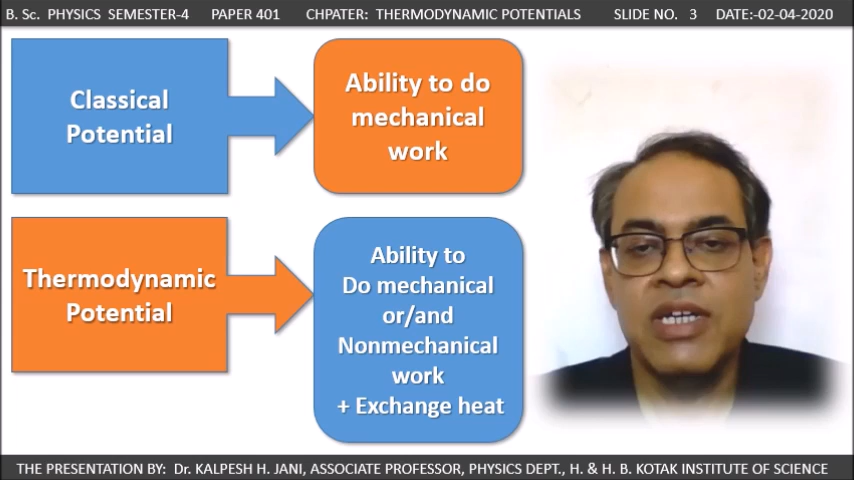 B. Sc. PHYSICS SEMESTER-4 PAPER 401 CHPATER: THERMODYNAMIC POTENTIALS SLIDE NO. 3 DATE:-02-04-2020
Classical
Potential
Ability to do
mechanical
work
Thermodynamic
Potential
Ability to
Do mechanical
or/and
Nonmechanical
work
+ Exchange heat
THE PRESENTATION BY: Dr. KALPESH H. JANI, ASSOCIATE PROFESSOR, PHYSICS DEPT., H. & H. B. KOTAK INSTITUTE OF SCIENCE